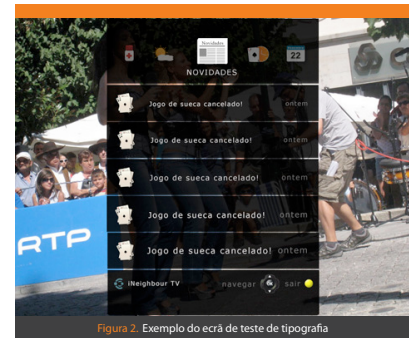 Novidades
22
NOVIDADES
Jogo de sueca cancelado! ontem
Jogo de sueca cancelado! ontem
Jogo de sueca cancelado! ontem
Jogo de sueca cancelado! ontem
Jogo de sueca cancelado! ontem
RTP
iNeighbour TV navegar ok sair
Figura 2. Exemplo do ecrã de teste de tipografia